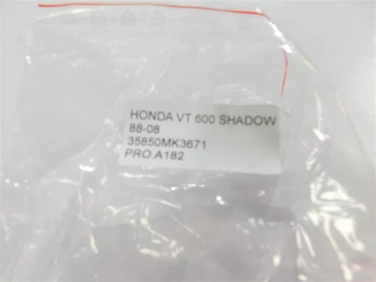 HONDA VT 600 SHADOW
88-08
35850MK3671
PRO.A182